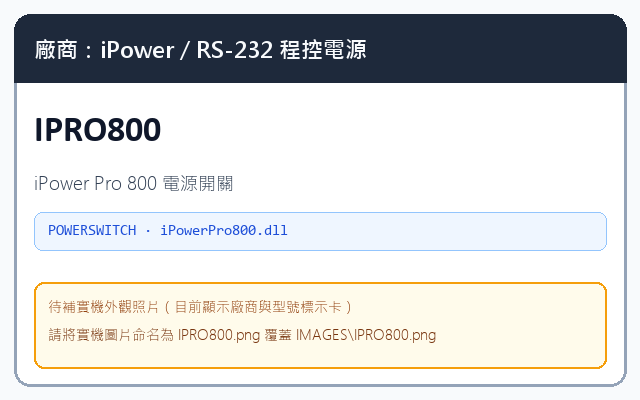 廠商：iPower / RS-232 程控電源
IPRO800
iPower Pro 800 電源開關
POWERSWITCH · iPowerPro800.dll
待補實機外觀照片（目前顯示廠商與型號標示卡）
請將實機圖片命名為 IPRO800.png 覆蓋 IMAGES\IPRO800.png